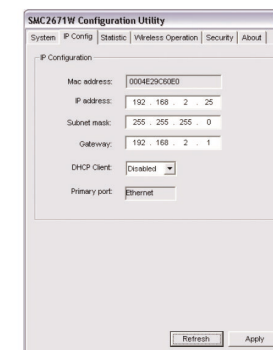 SMC2671W Configuration Utility
System IP Config Statistic Wireless Operation Security About
IP Configuration
Mac address: 0004E29C60E0
IP address: 192 . 168 . 2 . 25
Subnet mask: 255 . 255 . 255 . 0
Gateway: 192 . 168 . 2 . 1
DHCP Client: Disabled
Primary port: Ethernet
Refresh Apply